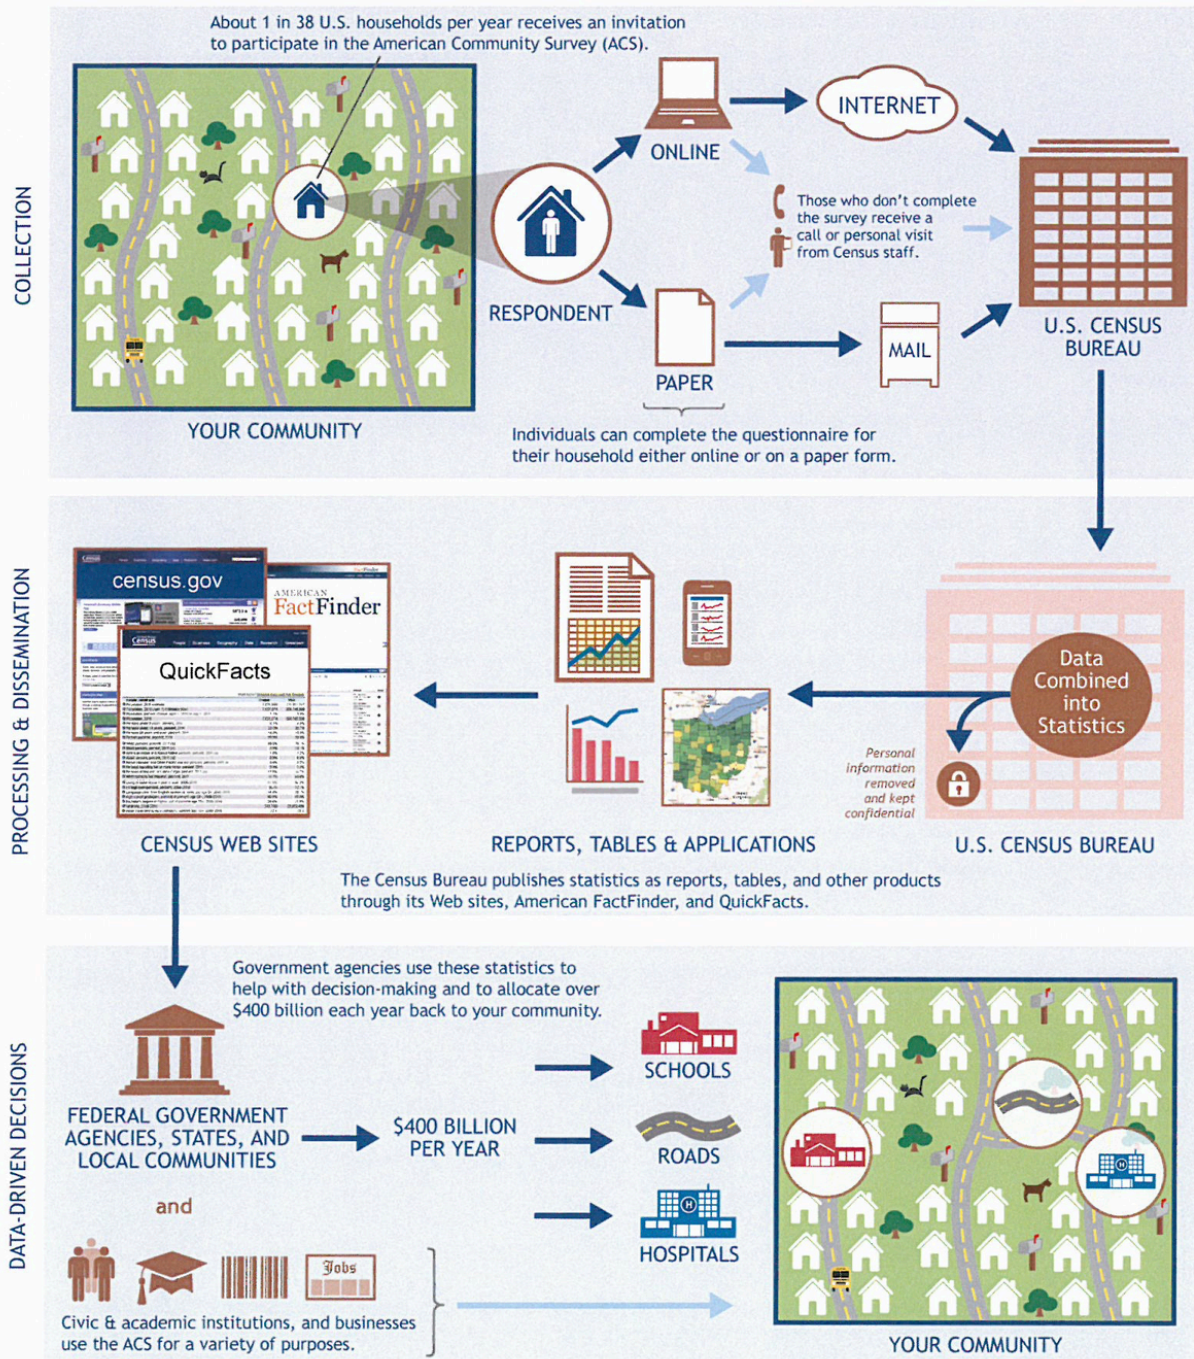 About 1 in 38 U.S. households per year receives an invitation
to participate in the American Community Survey (ACS).
COLLECTION
YOUR COMMUNITY
RESPONDENT
ONLINE
INTERNET
Those who don't complete
the survey receive a
call or personal visit
from Census staff.
PAPER
MAIL
U.S. CENSUS
BUREAU
Individuals can complete the questionnaire for
their household either online or on a paper form.
PROCESSING & DISSEMINATION
census.gov
AMERICAN
FactFinder
QuickFacts
CENSUS WEB SITES
REPORTS, TABLES & APPLICATIONS
Data
Combined
into
Statistics
Personal
information
removed
and kept
confidential
U.S. CENSUS BUREAU
The Census Bureau publishes statistics as reports, tables, and other products
through its Web sites, American FactFinder, and QuickFacts.
DATA-DRIVEN DECISIONS
Government agencies use these statistics to
help with decision-making and to allocate over
$400 billion each year back to your community.
FEDERAL GOVERNMENT
AGENCIES, STATES, AND
LOCAL COMMUNITIES
$400 BILLION
PER YEAR
SCHOOLS
ROADS
H
HOSPITALS
and
Jobs
Civic & academic institutions, and businesses
use the ACS for a variety of purposes.
H
YOUR COMMUNITY